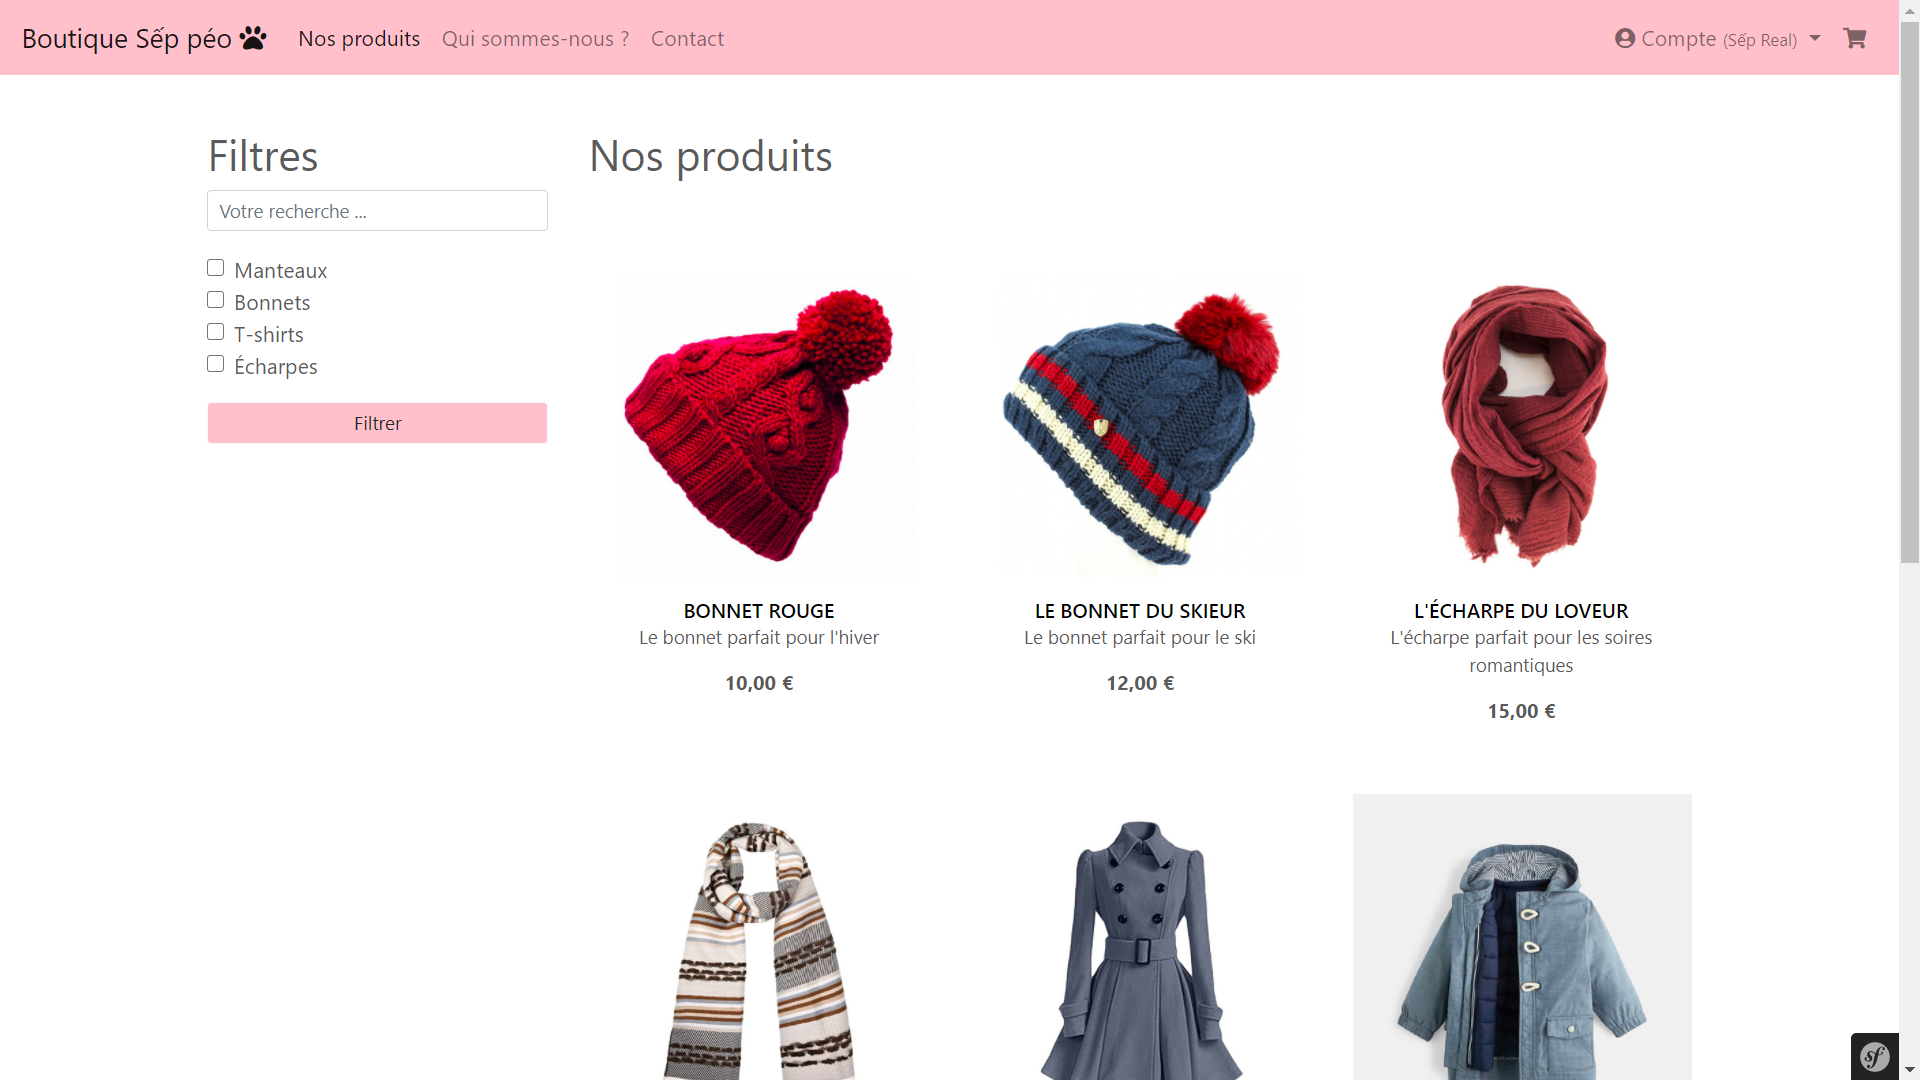 Boutique Sếp péo
Nos produits
Qui sommes-nous ?
Contact
Compte (Sếp Real)
Filtres
Votre recherche ...
Manteaux
Bonnets
T-shirts
Écharpes
Filtrer
Nos produits
BONNET ROUGE
Le bonnet parfait pour l'hiver
10,00 €
LE BONNET DU SKIEUR
Le bonnet parfait pour le ski
12,00 €
L'ÉCHARPE DU LOVEUR
L'écharpe parfait pour les soires
romantiques
15,00 €
sf